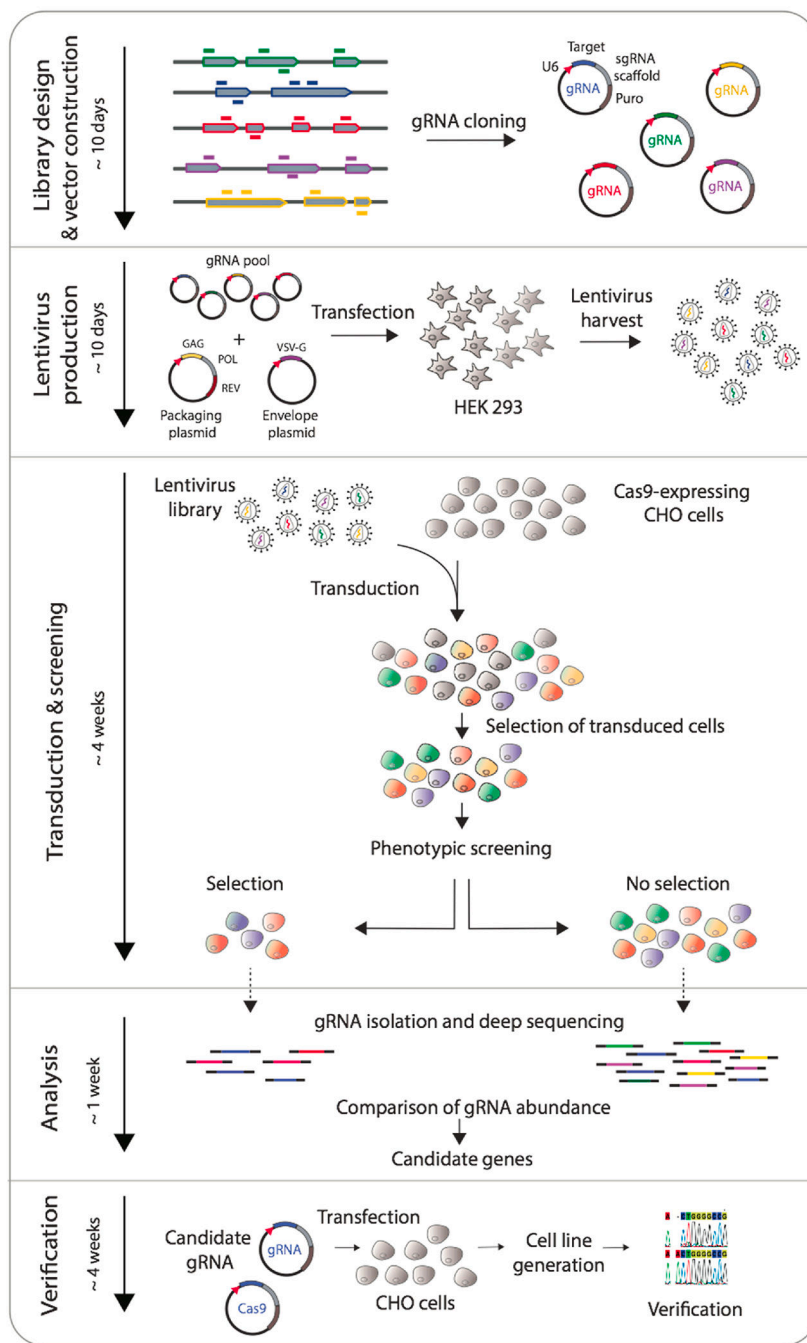 Library design
& vector construction
~ 10 days
gRNA cloning
U6
Target
sgRNA
scaffold
Puro
gRNA
gRNA
gRNA
gRNA
gRNA
Lentivirus
production
~ 10 days
gRNA pool
+
GAG
POL
REV
Packaging
plasmid
VSV-G
Envelope
plasmid
Transfection
HEK 293
Lentivirus
harvest
Transduction & screening
~ 4 weeks
Lentivirus
library
Cas9-expressing
CHO cells
Transduction
Selection of transduced cells
Phenotypic screening
Selection
No selection
Analysis
~ 1 week
gRNA isolation and deep sequencing
Comparison of gRNA abundance
Candidate genes
Verification
~ 4 weeks
Candidate
gRNA
gRNA
Cas9
Transfection
CHO cells
Cell line
generation
Verification